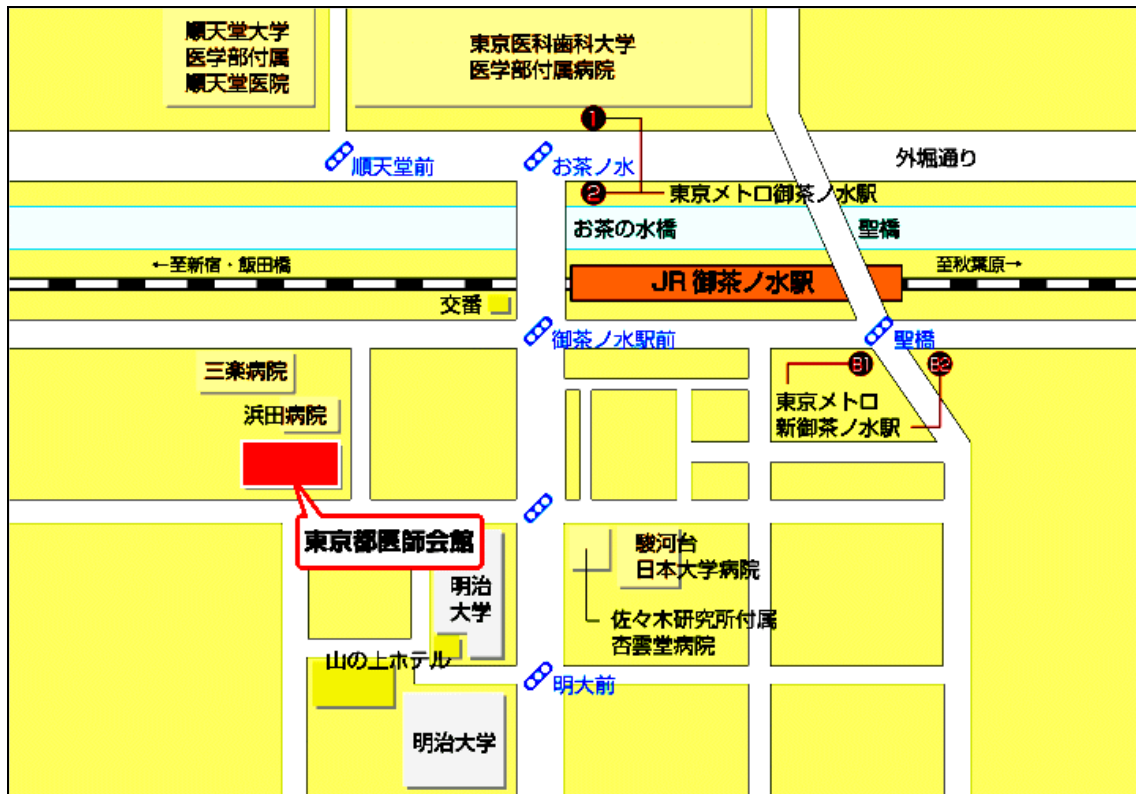 順天堂大学
医学部付属
順天堂医院
東京医科歯科大学
医学部付属病院
1
順天堂前
お茶ノ水
外堀通り
2
東京メトロ御茶ノ水駅
お茶の水橋
聖橋
←至新宿・飯田橋
JR 御茶ノ水駅
至秋葉原→
交番
御茶ノ水駅前
聖橋
三楽病院
B1
B2
浜田病院
東京メトロ
新御茶ノ水駅
東京都医師会館
駿河台
日本大学病院
明治
大学
佐々木研究所付属
杏雲堂病院
山の上ホテル
明大前
明治大学